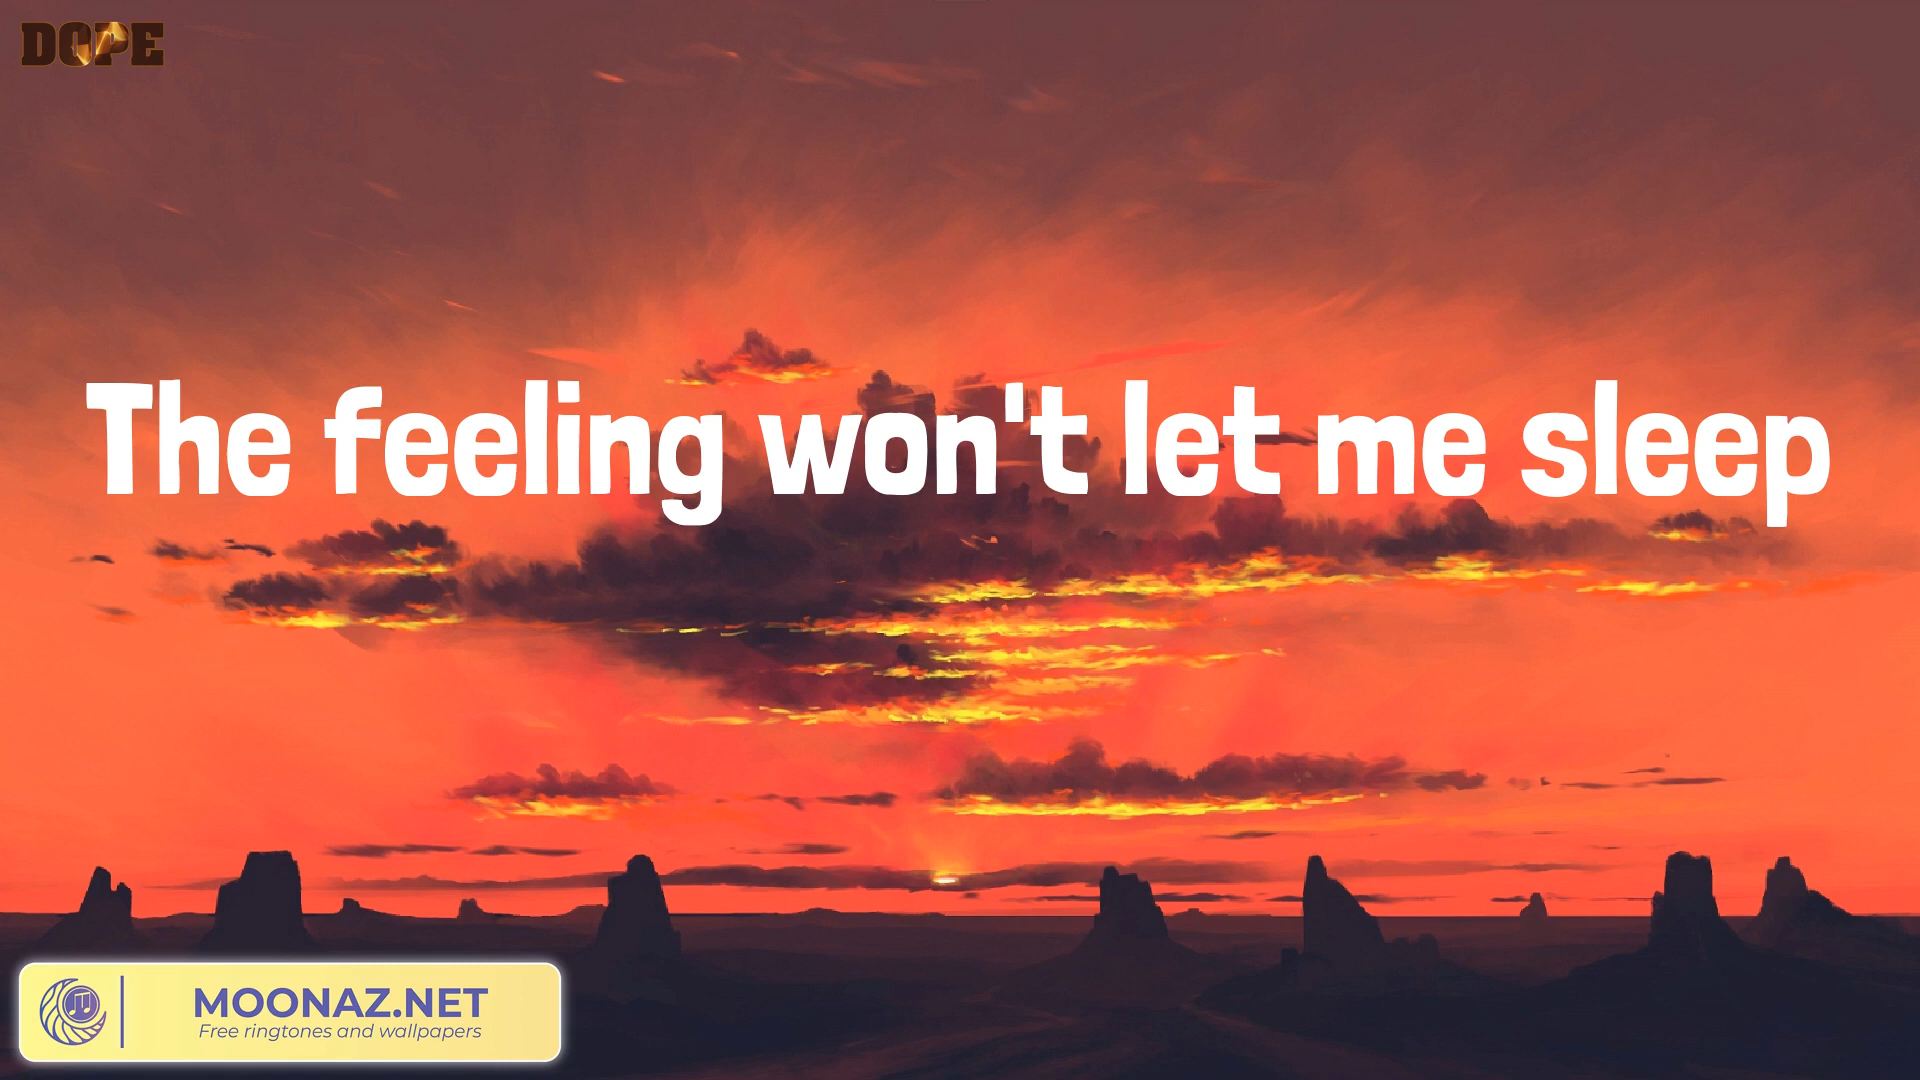 DOPE
The feeling won't let me sleep
MOONAZ.NET
Free ringtones and wallpapers